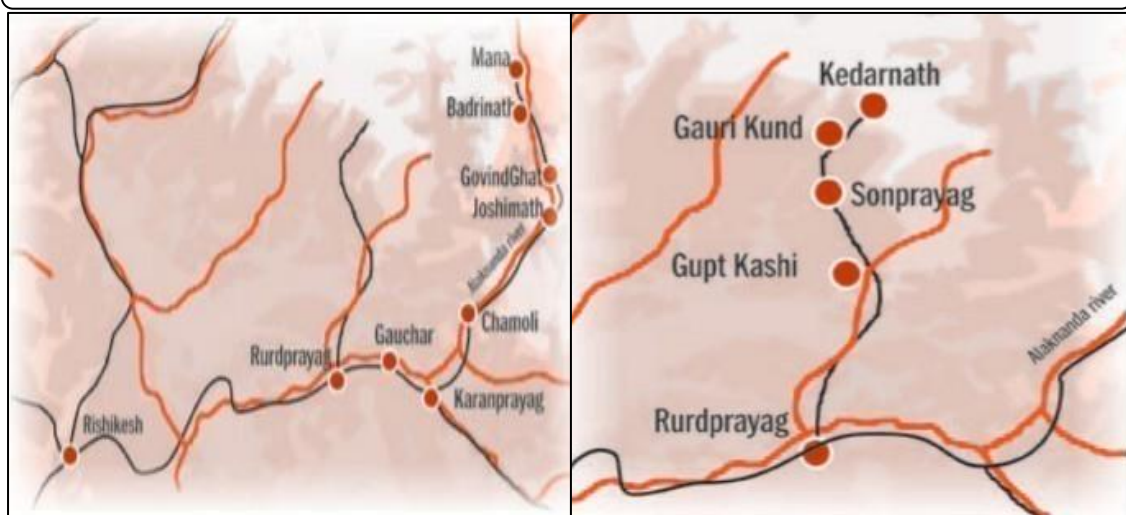 Mana
Badrinath
GovindGhat
Joshimath
Alaknanda river
Chamoli
Gauchar
Rurdprayag
Karanprayag
Rishikesh
Kedarnath
Gauri Kund
Sonprayag
Gupt Kashi
Alaknanda river
Rurdprayag